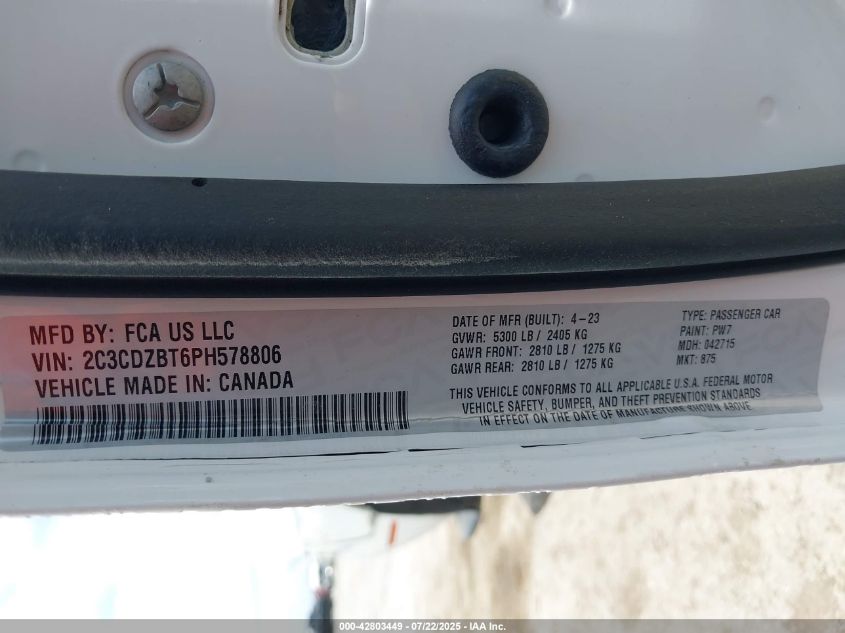 MFD BY: FCA US LLC
VIN: 2C3CDZBT6PH578806
VEHICLE MADE IN: CANADA
DATE OF MFR (BUILT): 4-23
GVWR: 5300 LB / 2405 KG
GAWR FRONT: 2810 LB / 1275 KG
GAWR REAR: 2810 LB / 1275 KG
TYPE: PASSENGER CAR
PAINT: PW7
MDH: 042715
MKT: 875
THIS VEHICLE CONFORMS TO ALL APPLICABLE U.S.A. FEDERAL MOTOR
VEHICLE SAFETY, BUMPER, AND THEFT PREVENTION STANDARDS
IN EFFECT ON THE DATE OF MANUFACTURE SHOWN ABOVE
000-42803449 - 07/22/2025 - IAA Inc.